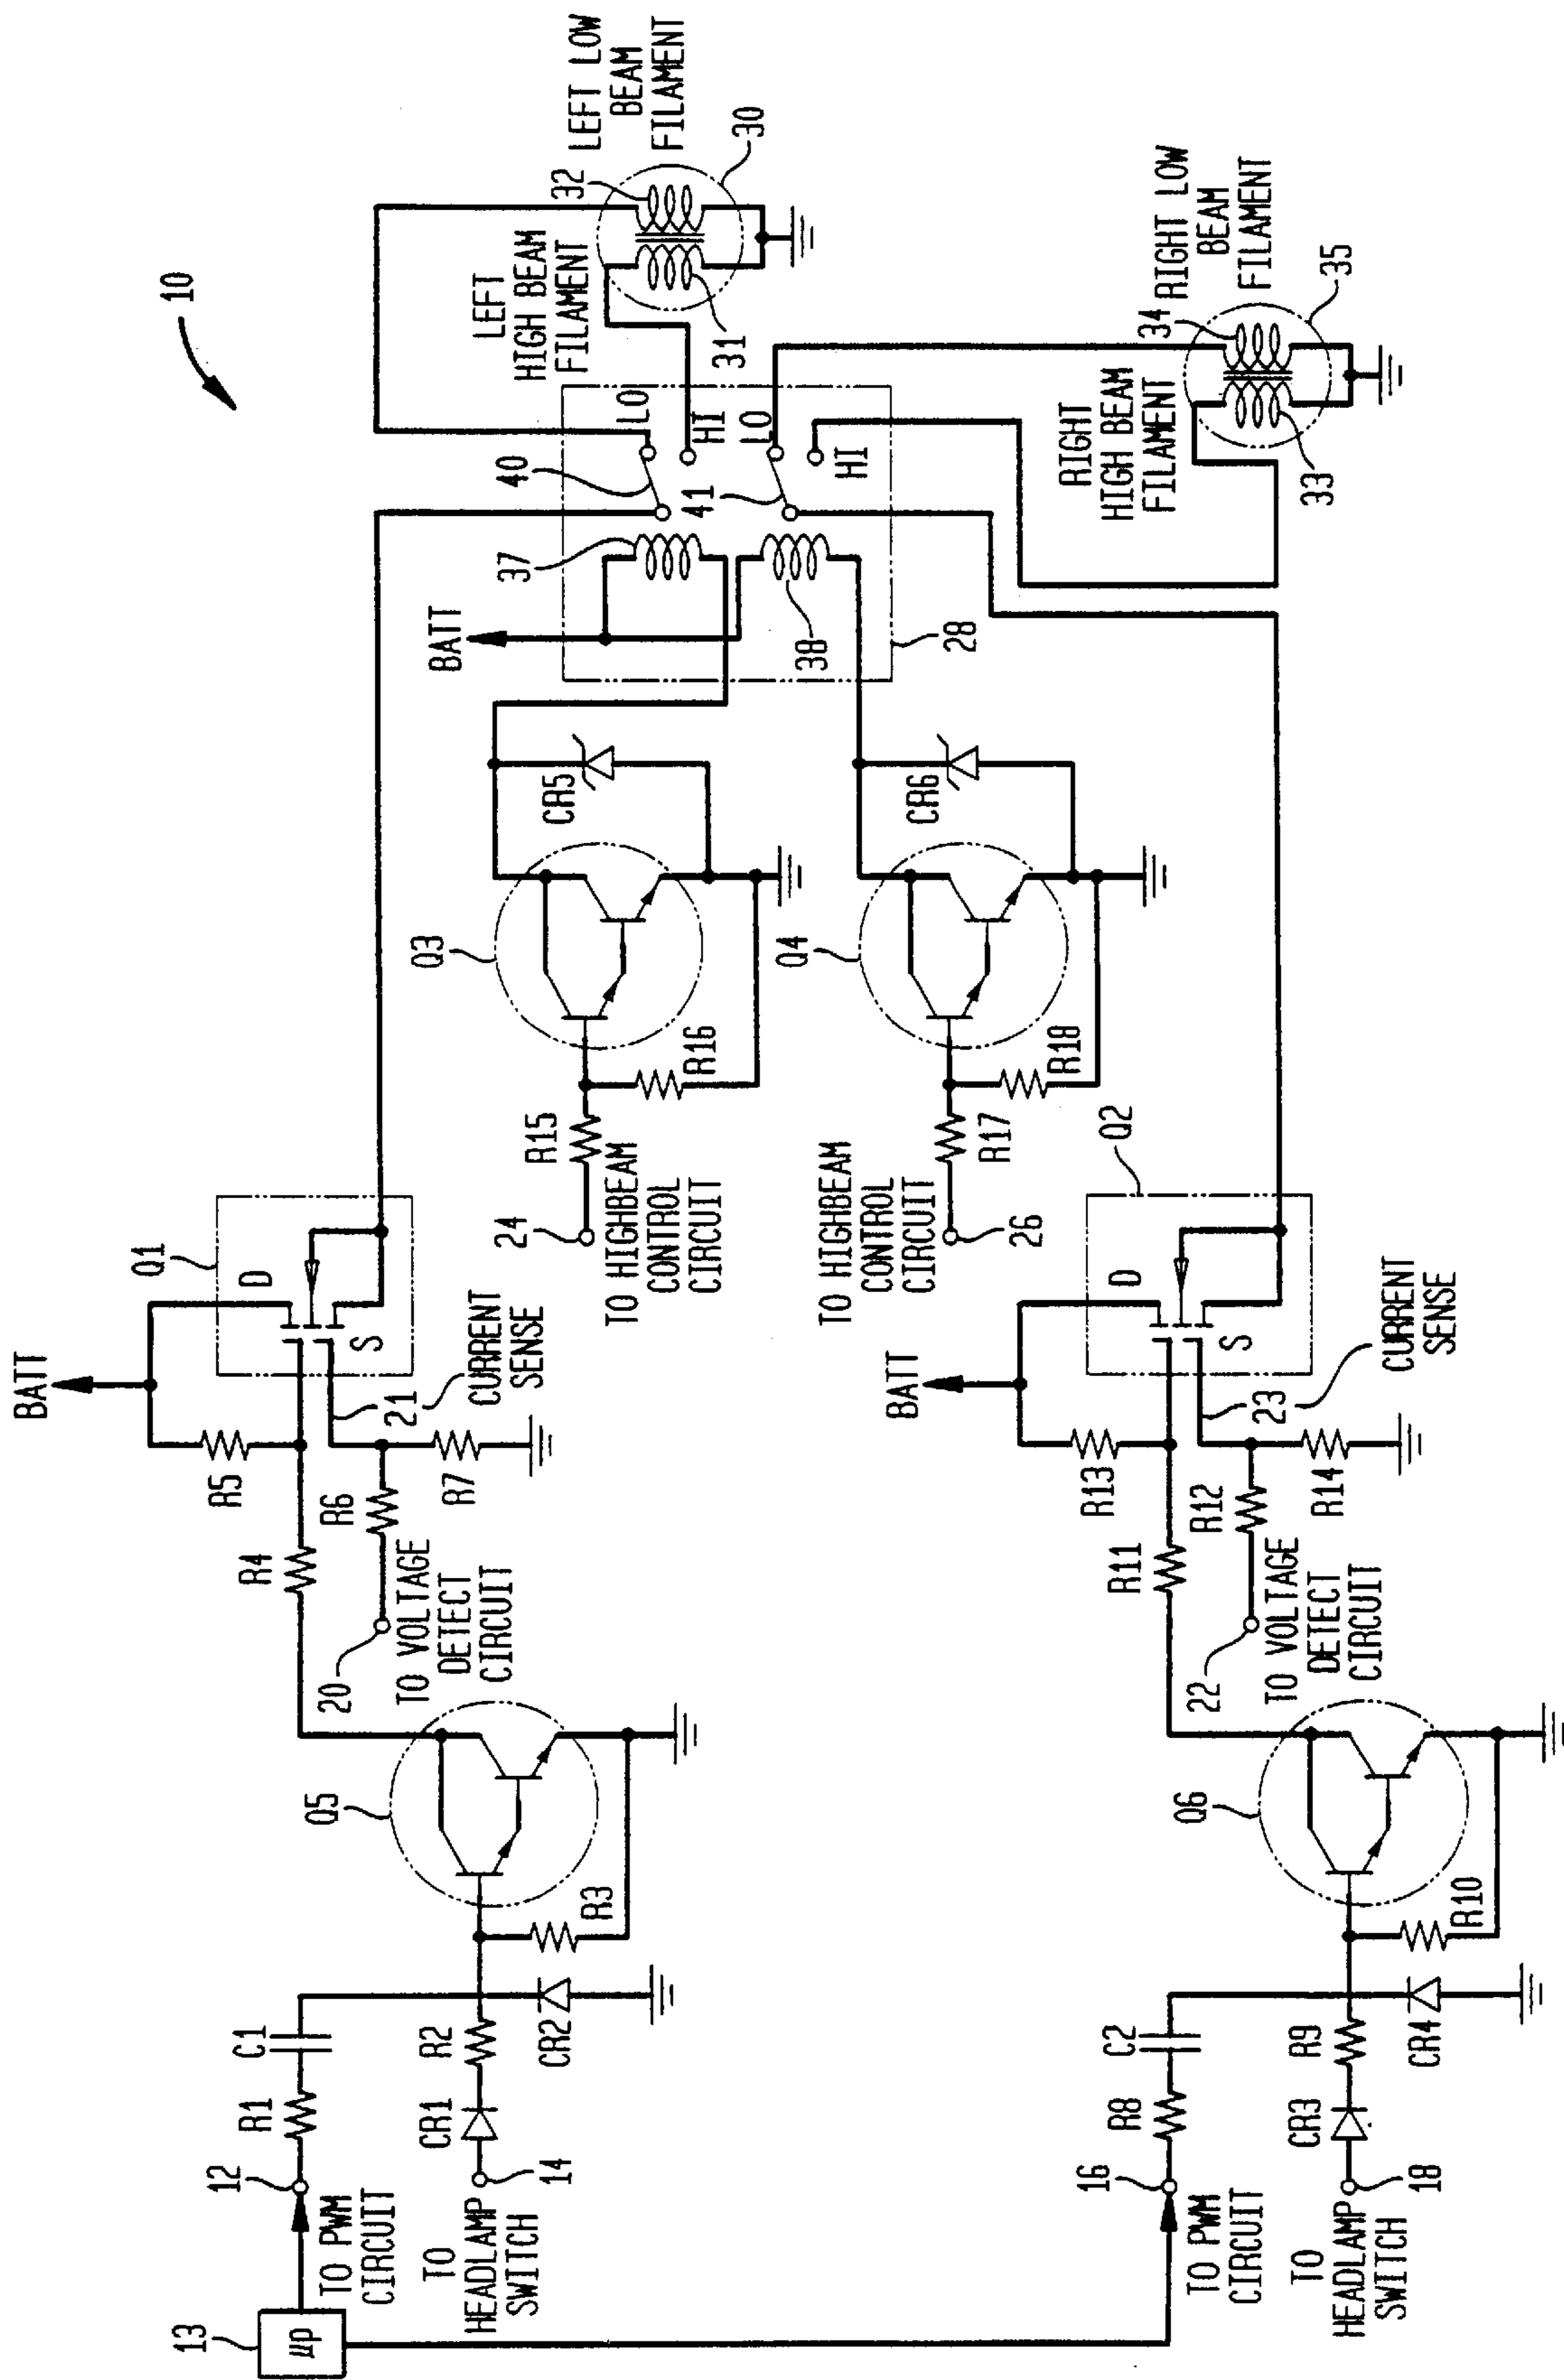 10
13
μP
12
TO PWM
CIRCUIT
R1
C1
14
TO
HEADLAMP
SWITCH
CR1
R2
CR2
R3
Q5
R4
R5
BATT
Q1
D
S
20
TO VOLTAGE
DETECT
CIRCUIT
R6
R7
21
CURRENT
SENSE
24
TO HIGHBEAM
CONTROL
CIRCUIT
R15
R16
Q3
CR5
BATT
37
38
28
40
41
LO
HI
LO
HI
LEFT
HIGH BEAM
FILAMENT
31
32
LEFT LOW
BEAM
FILAMENT
30
RIGHT
HIGH BEAM
FILAMENT
33
34
RIGHT LOW
BEAM
FILAMENT
35
26
TO HIGHBEAM
CONTROL
CIRCUIT
R17
R18
Q4
CR6
16
TO PWM
CIRCUIT
R8
C2
18
TO
HEADLAMP
SWITCH
CR3
R9
CR4
R10
Q6
R11
R13
BATT
Q2
D
S
22
TO VOLTAGE
DETECT
CIRCUIT
R12
R14
23
CURRENT
SENSE